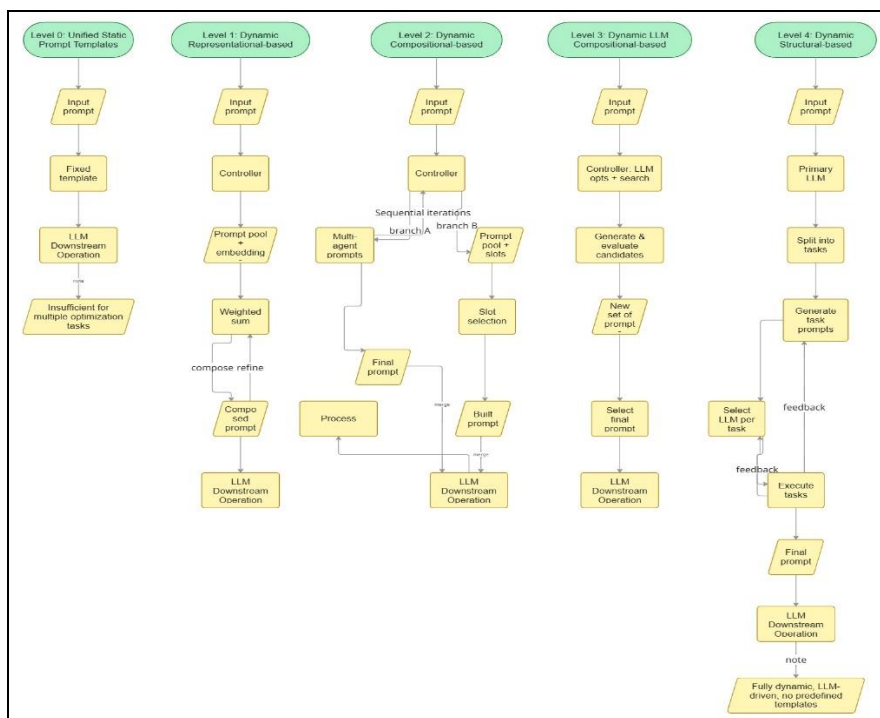 Level 0: Unified Static
Prompt Templates
Input
prompt
Fixed
template
LLM
Downstream
Operation
note
Insufficient for
multiple optimization
tasks
Level 1: Dynamic
Representational-based
Input
prompt
Controller
Prompt pool
+
embedding
Weighted
sum
compose refine
Compo
sed
prompt
LLM
Downstream
Operation
Level 2: Dynamic
Compositional-based
Input
prompt
Controller
Sequential iterations
branch A
branch B
Multi-
agent
prompts
Prompt
pool +
slots
Slot
selection
Final
prompt
merge
Process
Built
prompt
merge
LLM
Downstream
Operation
Level 3: Dynamic LLM
Compositional-based
Input
prompt
Controller: LLM
opts + search
Generate &
evaluate
candidates
New
set of
prompt
Select
final
prompt
LLM
Downstream
Operation
Level 4: Dynamic
Structural-based
Input
prompt
Primary
LLM
Split into
tasks
Generate
task
prompts
feedback
Select
LLM per
task
feedback
Execute
tasks
Final
prompt
LLM
Downstream
Operation
note
Fully dynamic, LLM-
driven, no predefined
templates